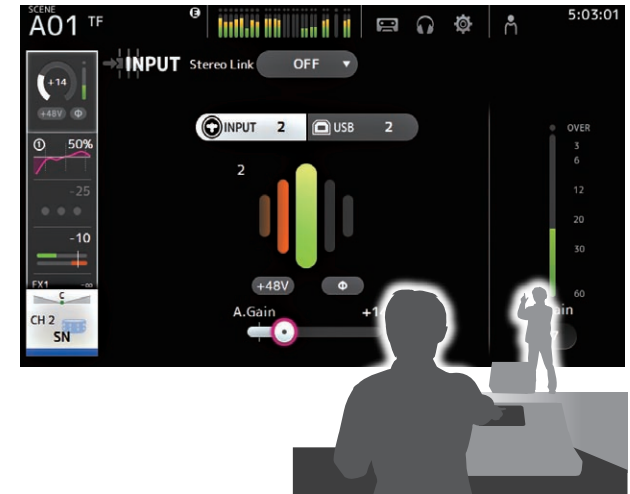 SCENE
A01 TF
E
5:03:01
INPUT Stereo Link OFF
+14
+48V Φ
INPUT 2 USB 2
1 50%
2
-25
-10
FX1 -∞
C
CH 2
SN
+48V Φ
A.Gain
OVER
3
6
12
20
30
60